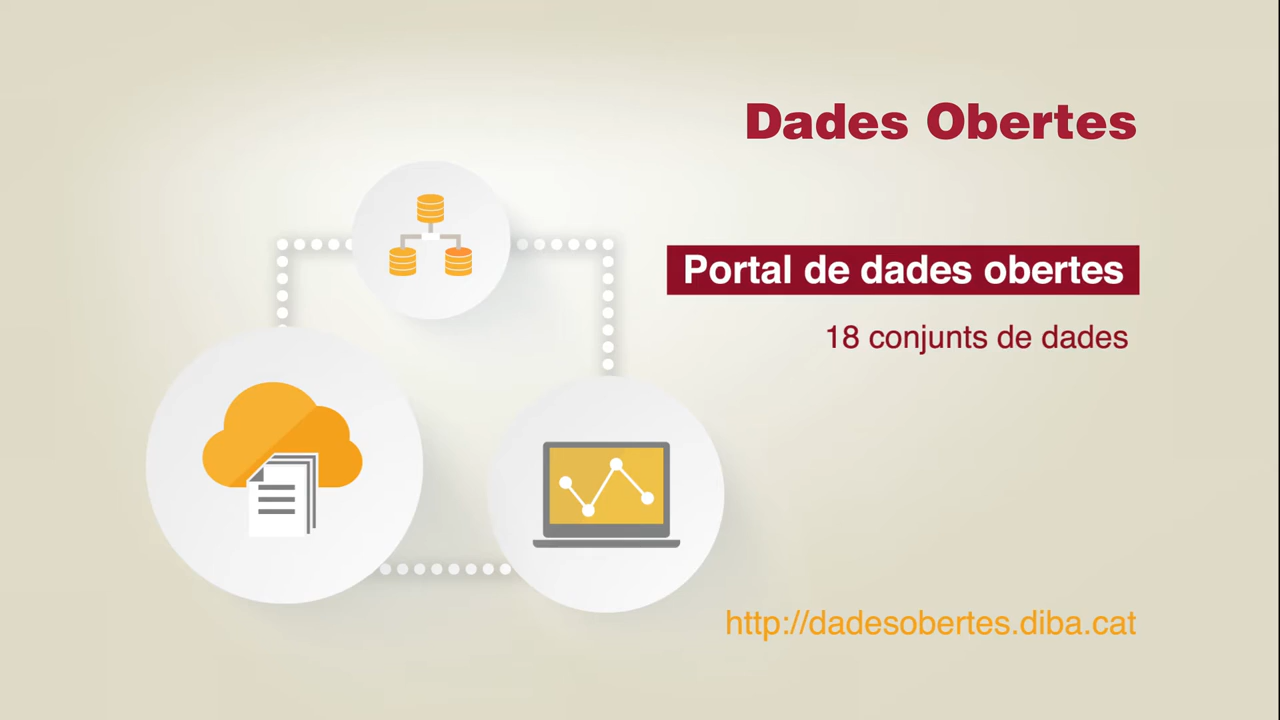 Dades Obertes
Portal de dades obertes
18 conjunts de dades
http://dadesobertes.diba.cat